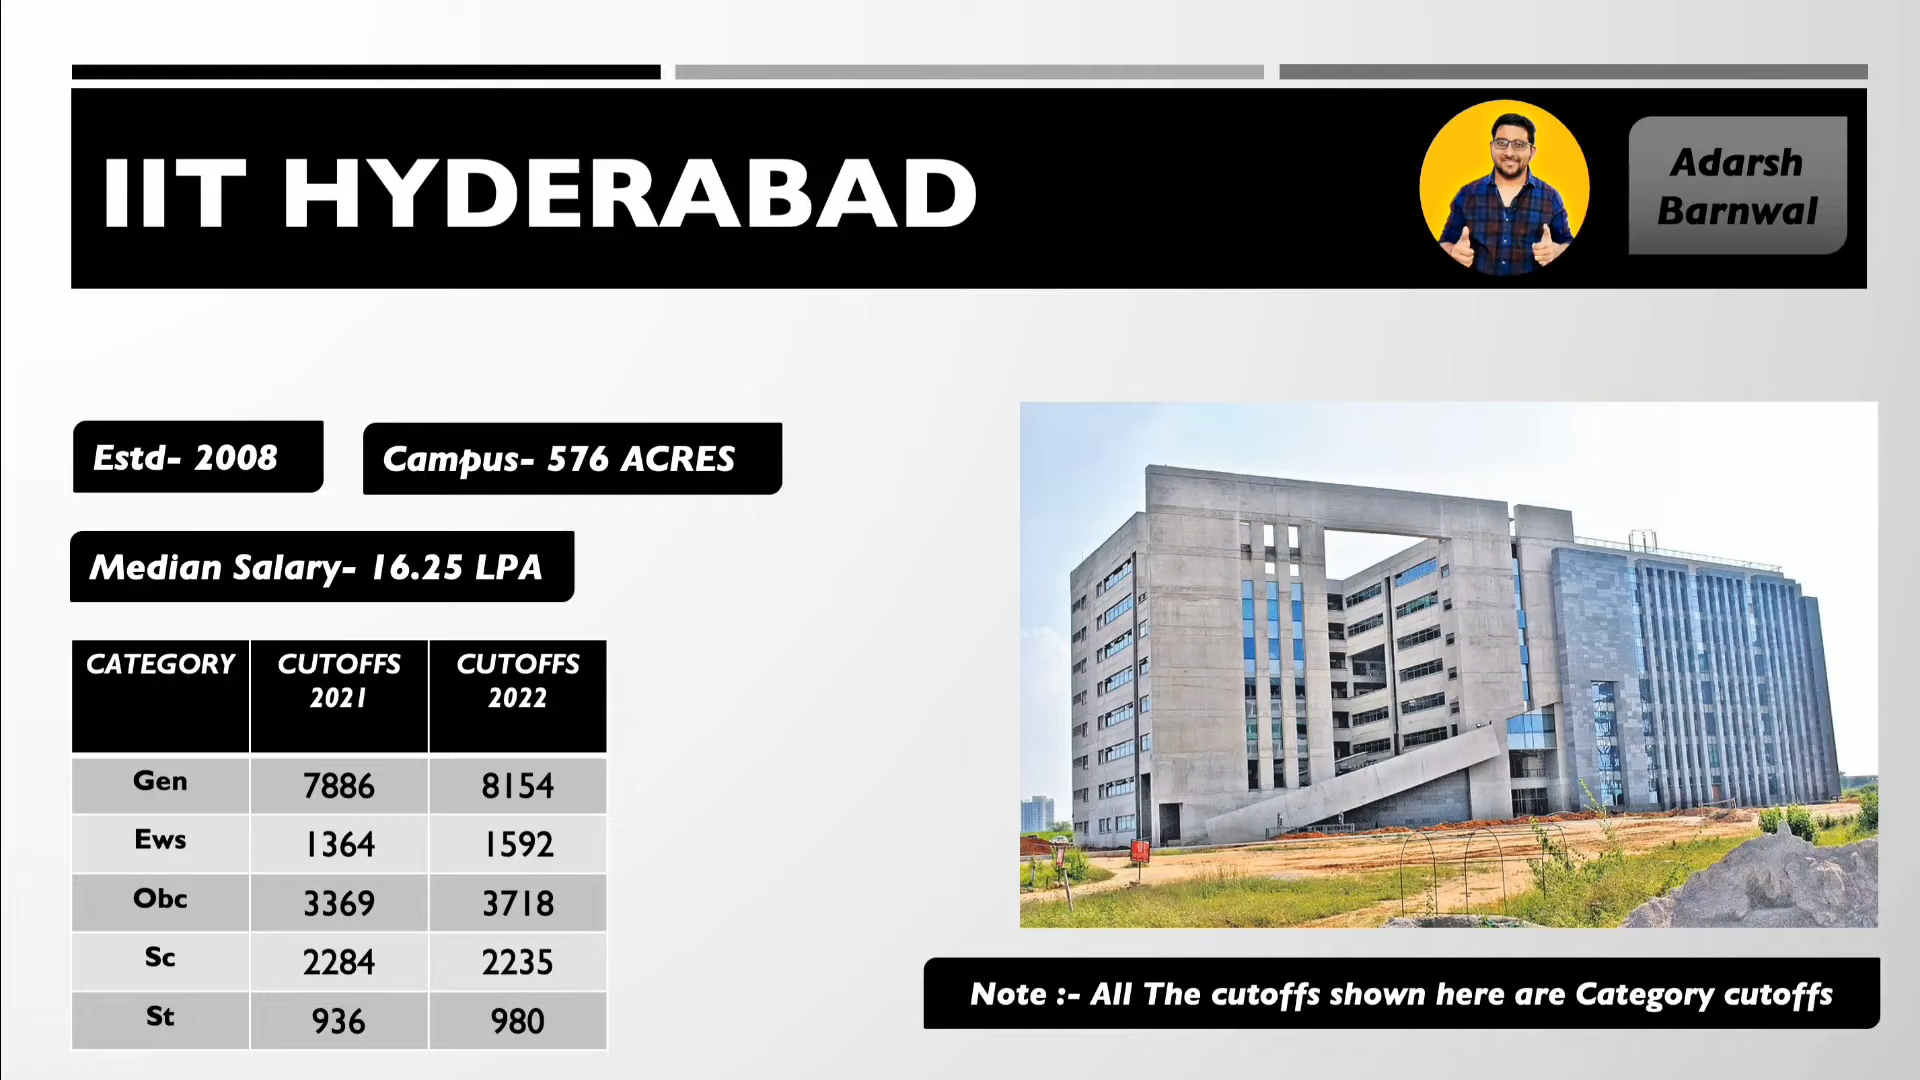 IIT HYDERABAD
Adarsh
Barnwal
Estd- 2008
Campus- 576 ACRES
Median Salary- 16.25 LPA
CATEGORY CUTOFFS 2021 CUTOFFS 2022
Gen 7886 8154
Ews 1364 1592
Obc 3369 3718
Sc 2284 2235
St 936 980
Note :- All The cutoffs shown here are Category cutoffs